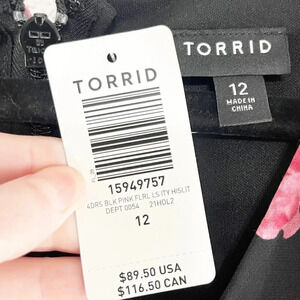 TORRID
15949757
4DRS BLK PINK FLRL LS ITY HISLIT
DEPT 0054 21HOL2
12
$89.50 USA
$116.50 CAN
TORRID
12
MADE IN
CHINA